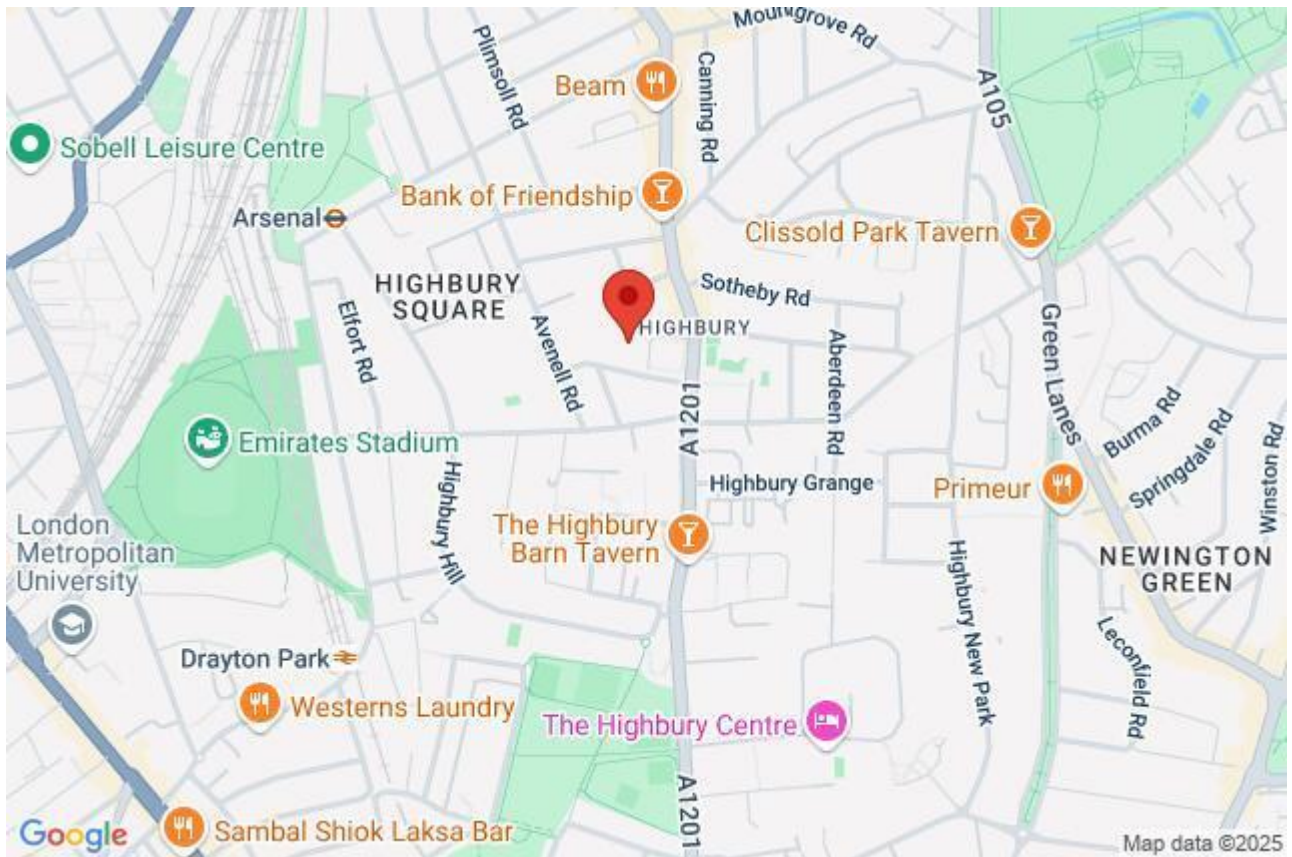 Mountgrove Rd
Plimsoll Rd
Beam
Canning Rd
A105
Sobell Leisure Centre
Bank of Friendship
Arsenal
Clissold Park Tavern
HIGHBURY
SQUARE
Sotheby Rd
HIGHBURY
Elfort Rd
Avenell Rd
Aberdeen Rd
Green Lanes
A1201
Burma Rd
Springdale Rd
Winston Rd
Emirates Stadium
Highbury Hill
Highbury Grange
Primeur
London
Metropolitan
University
The Highbury
Barn Tavern
Highbury New Park
NEWINGTON
GREEN
Leconfield Rd
Drayton Park
Westerns Laundry
The Highbury Centre
A1201
Sambal Shiok Laksa Bar
Google
Map data ©2025